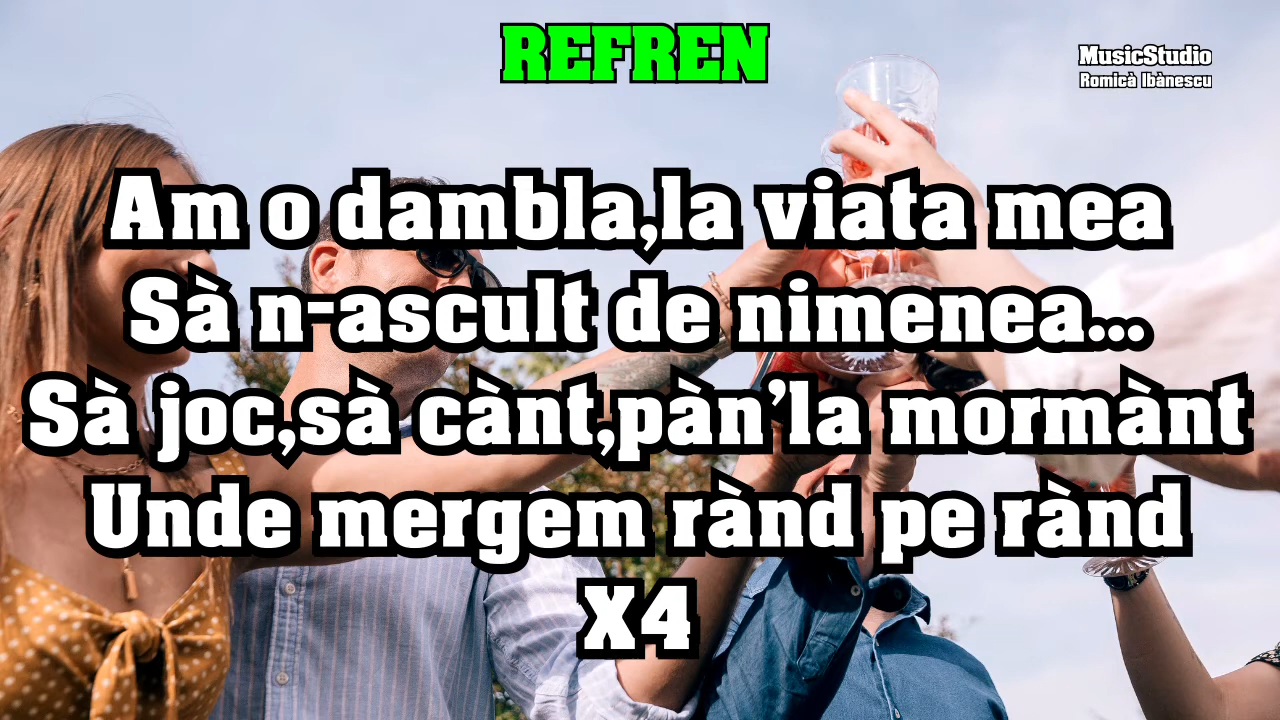 REFREN
MusicStudio
Romicà Ibànescu
Am o dambla,la viata mea
Sà n-ascult de nimenea...
Sà joc,sà cànt,pàn'la mormànt
Unde mergem rànd pe rànd
X4